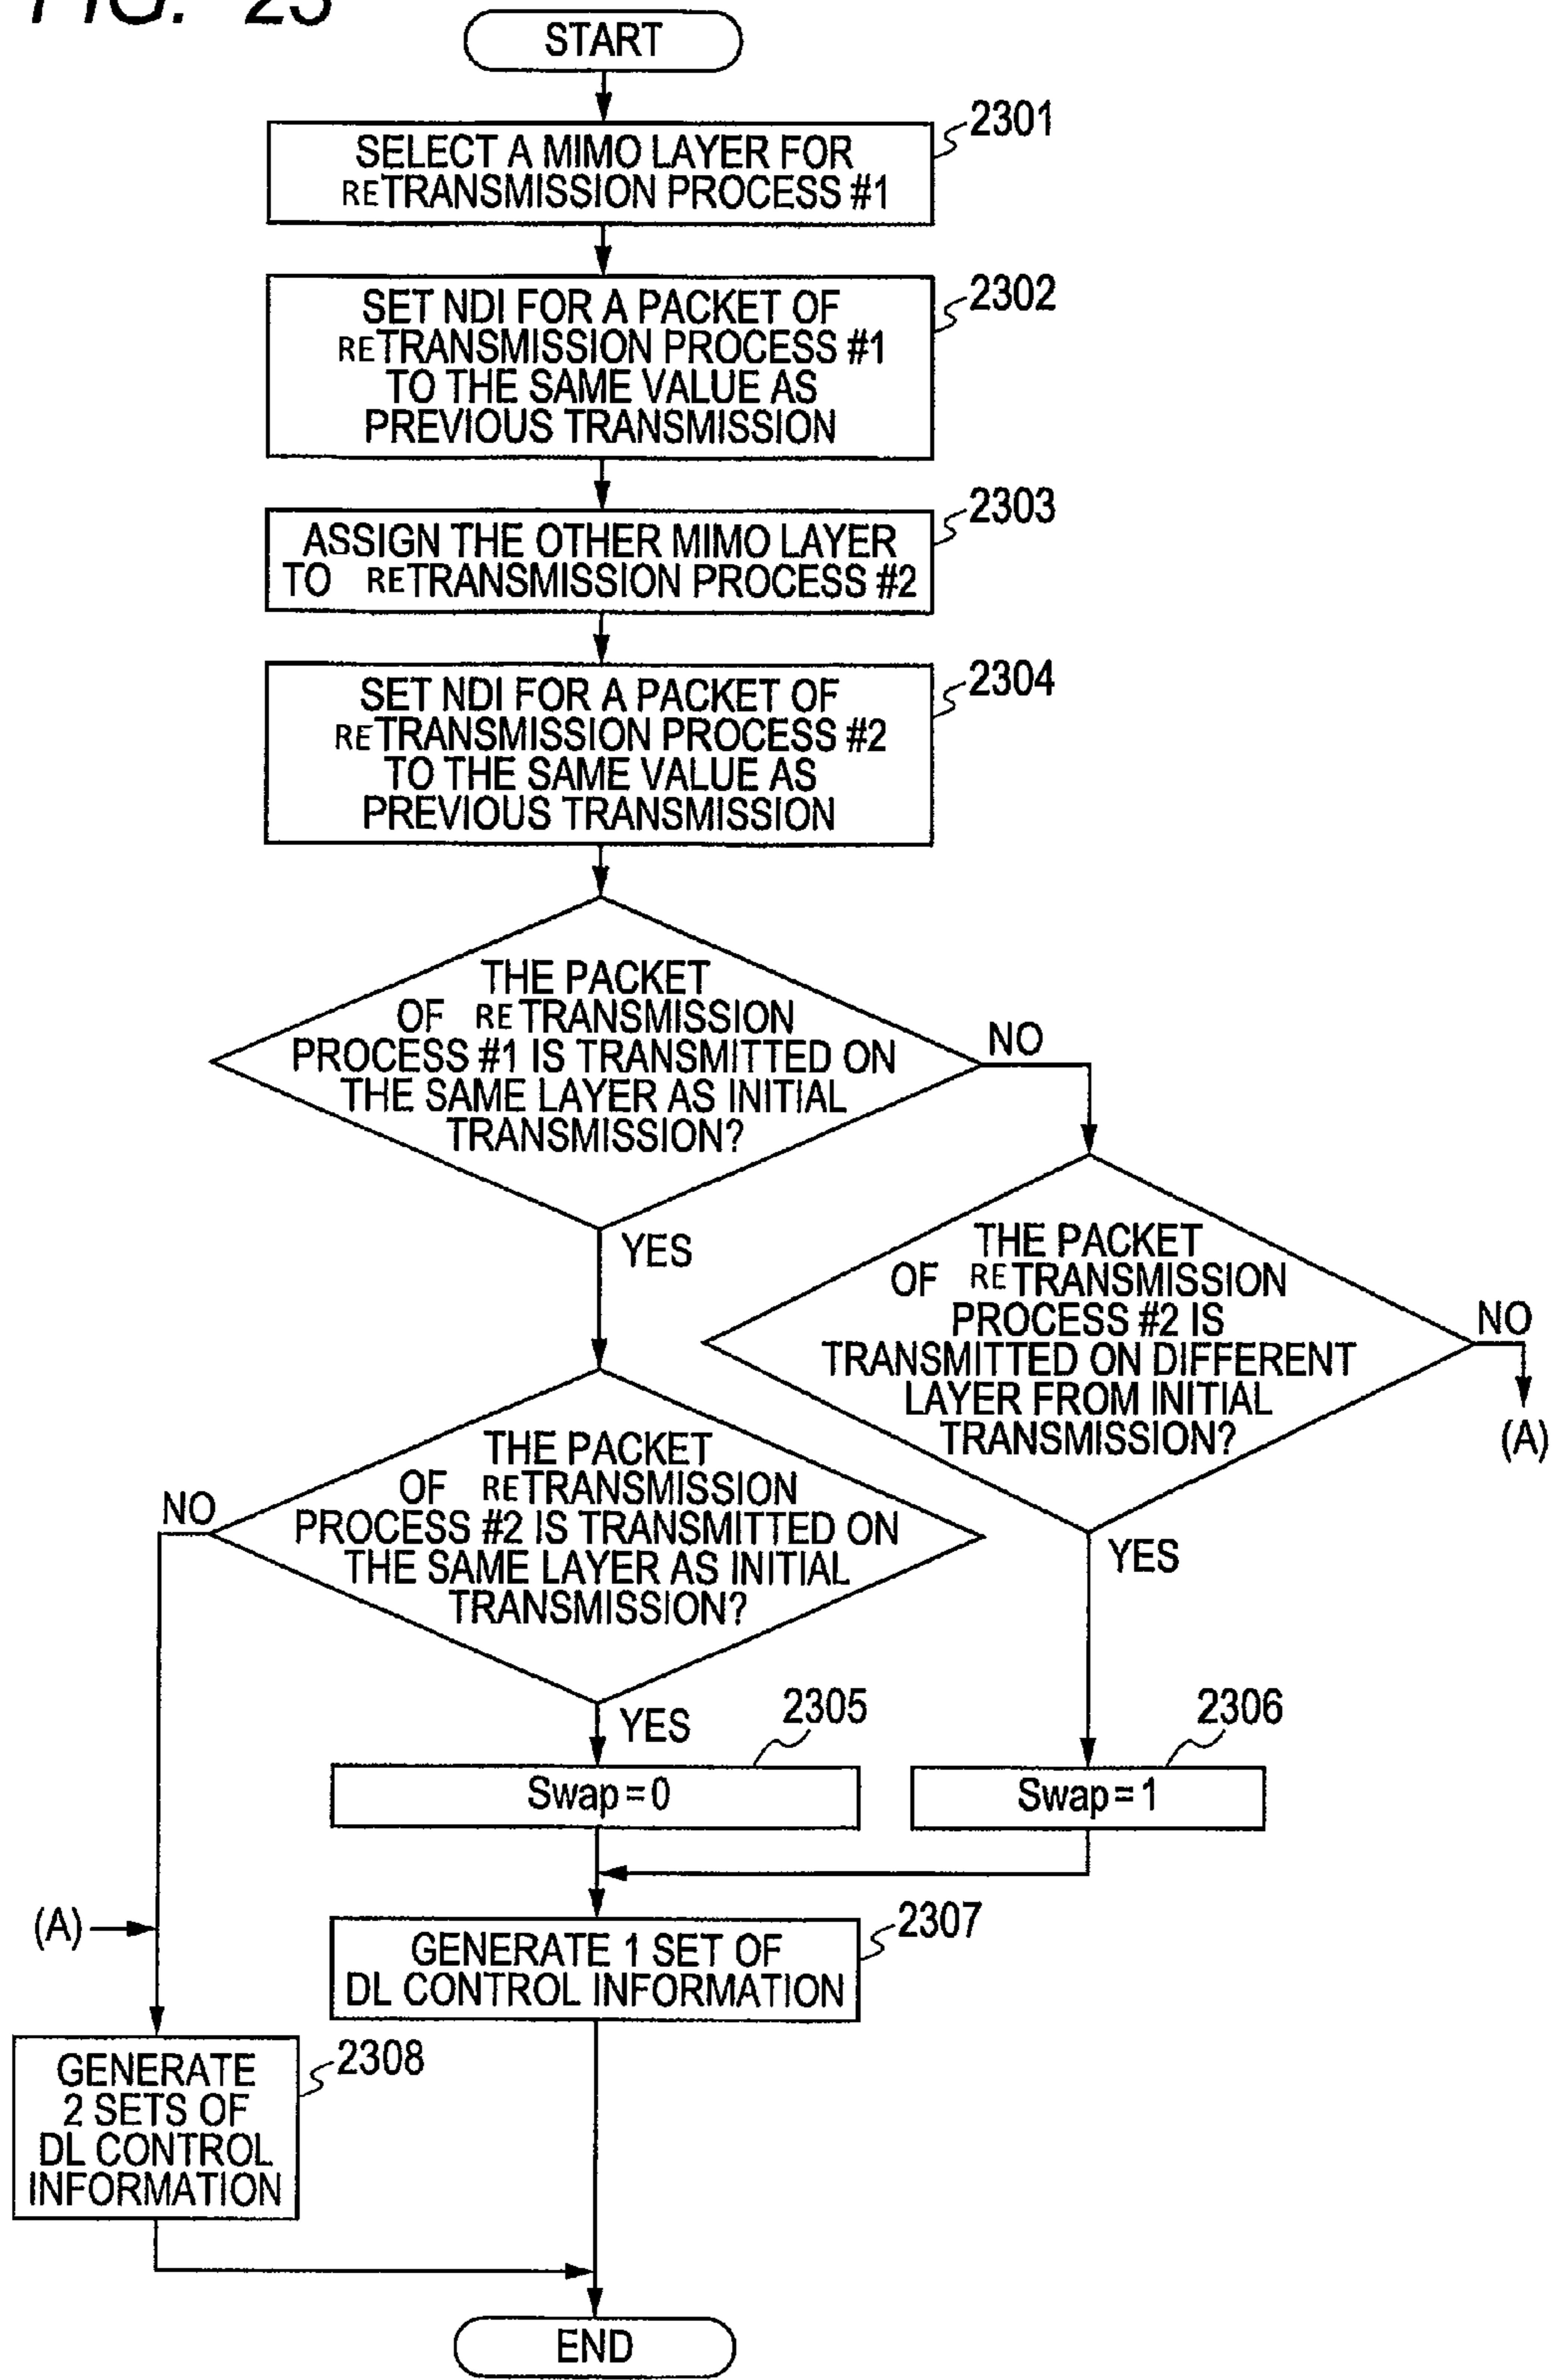 FIG. 23
START
2301
SELECT A MIMO LAYER FOR
RETRANSMISSION PROCESS #1
2302
SET NDI FOR A PACKET OF
RETRANSMISSION PROCESS #1
TO THE SAME VALUE AS
PREVIOUS TRANSMISSION
2303
ASSIGN THE OTHER MIMO LAYER
TO RETRANSMISSION PROCESS #2
2304
SET NDI FOR A PACKET OF
RETRANSMISSION PROCESS #2
TO THE SAME VALUE AS
PREVIOUS TRANSMISSION
THE PACKET
OF RETRANSMISSION
PROCESS #1 IS TRANSMITTED ON
THE SAME LAYER AS INITIAL
TRANSMISSION?
NO
YES
THE PACKET
OF RETRANSMISSION
PROCESS #2 IS
TRANSMITTED ON DIFFERENT
LAYER FROM INITIAL
TRANSMISSION?
NO
(A)
YES
THE PACKET
OF RETRANSMISSION
PROCESS #2 IS TRANSMITTED ON
THE SAME LAYER AS INITIAL
TRANSMISSION?
NO
YES
2305
Swap=0
2306
Swap=1
(A)
2307
GENERATE 1 SET OF
DL CONTROL INFORMATION
2308
GENERATE
2 SETS OF
DL CONTROL
INFORMATION
END